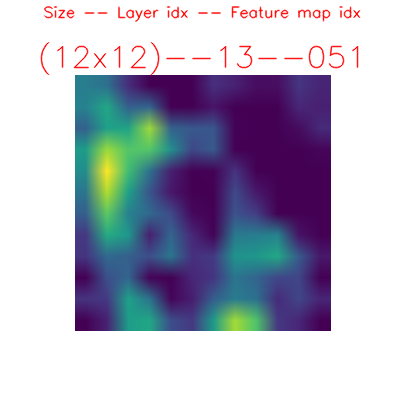 Size -- Layer idx -- Feature map idx
(12x12)--13--051